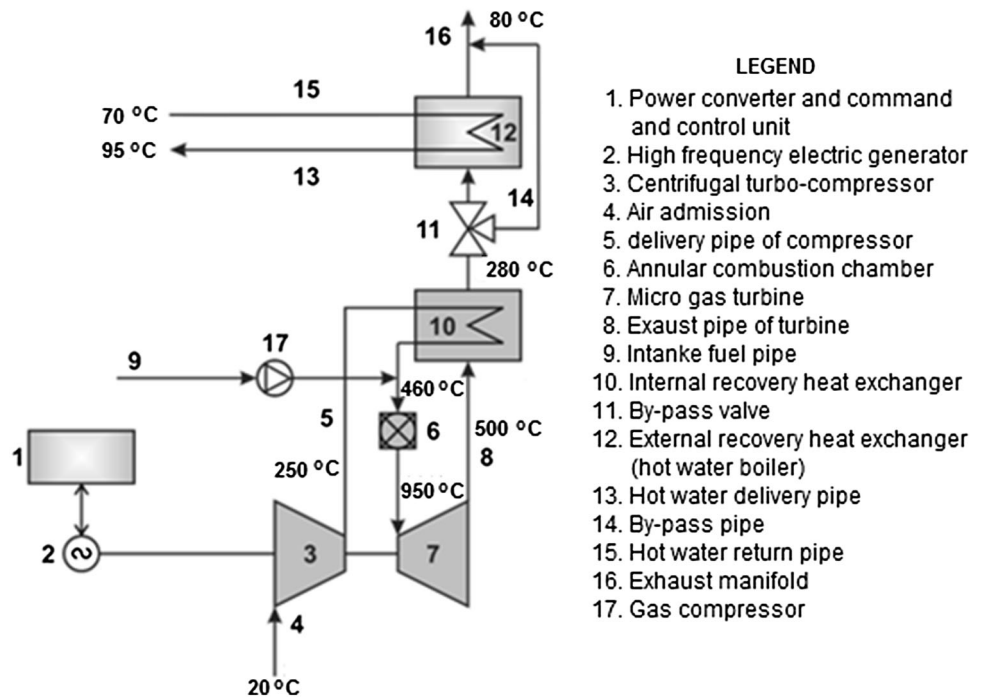 80 °C
16
15
70 °C
12
95 °C
13
14
11
280 °C
10
17
9
460 °C
5
6
500 °C
8
1
250 °C
950 °C
2
3
7
4
20 °C
LEGEND
1. Power converter and command
and control unit
2. High frequency electric generator
3. Centrifugal turbo-compressor
4. Air admission
5. delivery pipe of compressor
6. Annular combustion chamber
7. Micro gas turbine
8. Exaust pipe of turbine
9. Intanke fuel pipe
10. Internal recovery heat exchanger
11. By-pass valve
12. External recovery heat exchanger
(hot water boiler)
13. Hot water delivery pipe
14. By-pass pipe
15. Hot water return pipe
16. Exhaust manifold
17. Gas compressor